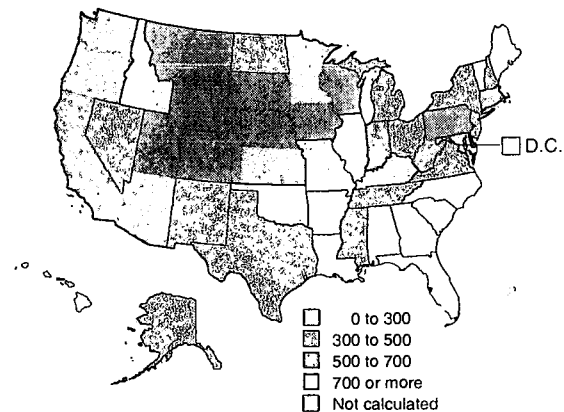 D.C.
0 to 300
300 to 500
500 to 700
700 or more
Not calculated